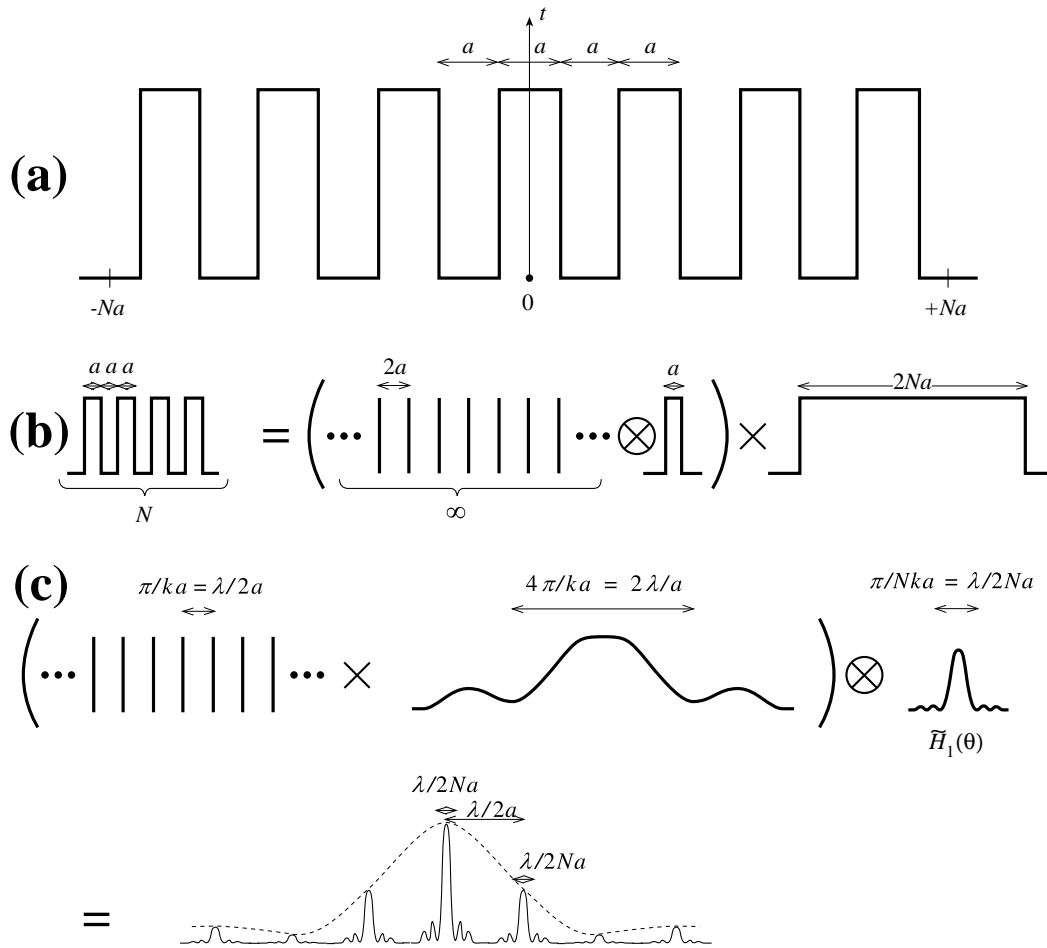 t
a a a a
(a)
-Na 0 +Na
a a a 2a a 2Na
(b) = ( ••• ••• ⊗ ) ×
N ∞
(c)
π/ka = λ/2a 4π/ka = 2λ/a π/Nka = λ/2Na
( ••• ••• × ) ⊗
H̃₁(θ)
λ/2Na
λ/2a
λ/2Na
=